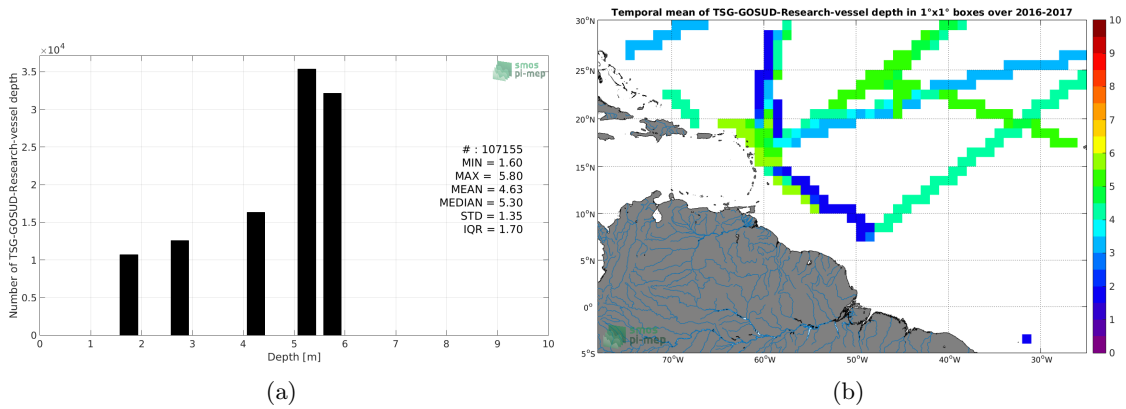 ×10⁴
3.5
3
2.5
2
1.5
1
0.5
0
Number of TSG-GOSUD-Research-vessel depth
smos
pi-mep
# : 107155
MIN = 1.60
MAX = 5.80
MEAN = 4.63
MEDIAN = 5.30
STD = 1.35
IQR = 1.70
0 1 2 3 4 5 6 7 8 9 10
Depth [m]
(a)
Temporal mean of TSG-GOSUD-Research-vessel depth in 1°x1° boxes over 2016-2017
30°N
25°N
20°N
15°N
10°N
5°N
0°
5°S
smos
pi-mep
70°W 60°W 50°W 40°W 30°W
10
9
8
7
6
5
4
3
2
1
0
(b)